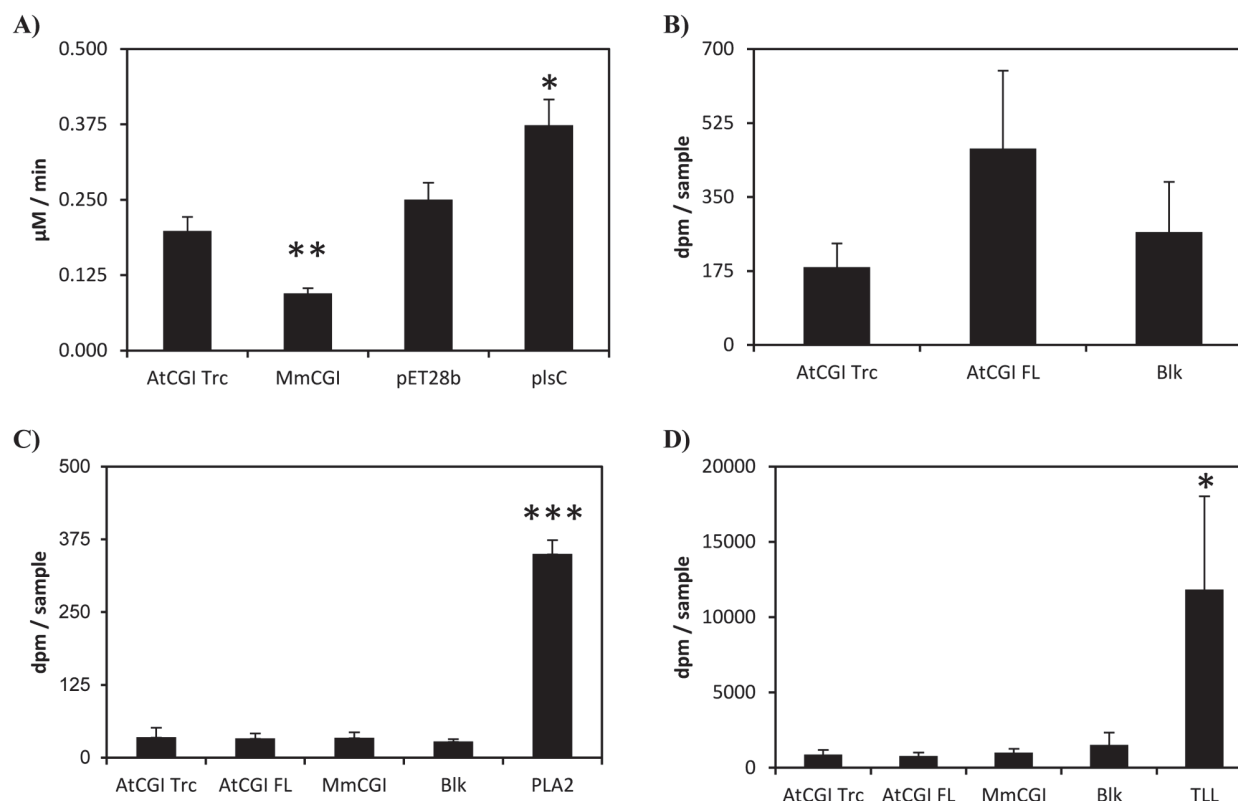 A)
0.500
0.375
0.250
0.125
0.000
µM / min
**
*
AtCGI Trc MmCGI pET28b plsC
B)
700
525
350
175
0
dpm / sample
AtCGI Trc AtCGI FL Blk
C)
500
375
250
125
0
dpm / sample
***
AtCGI Trc AtCGI FL MmCGI Blk PLA2
D)
20000
15000
10000
5000
0
dpm / sample
*
AtCGI Trc AtCGI FL MmCGI Blk TLL